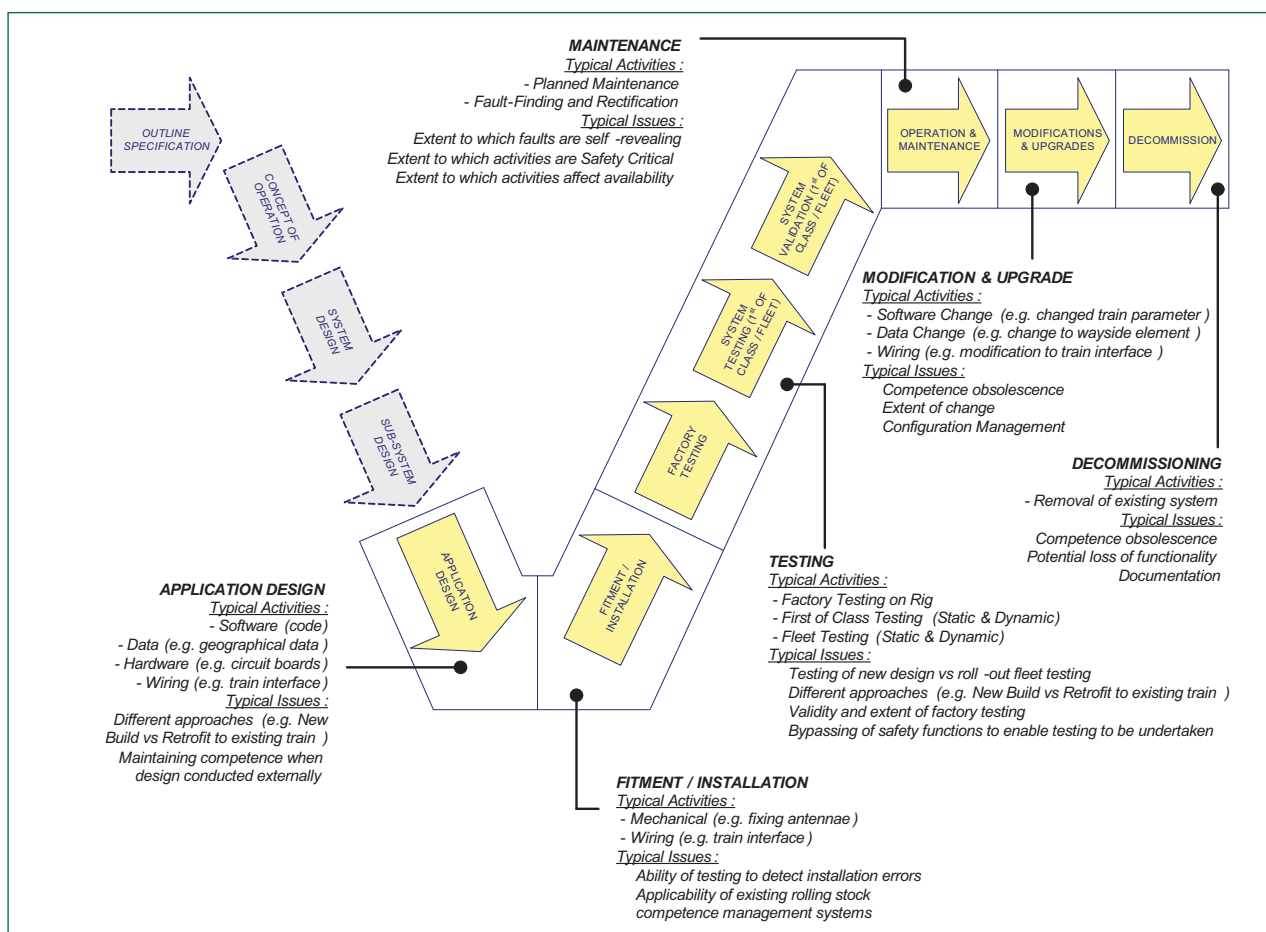 MAINTENANCE
Typical Activities :
- Planned Maintenance
- Fault-Finding and Rectification
Typical Issues :
Extent to which faults are self -revealing
Extent to which activities are Safety Critical
Extent to which activities affect availability
OUTLINE
SPECIFICATION
CONCEPT OF
OPERATION
SYSTEM
DESIGN
SUB-SYSTEM
DESIGN
APPLICATION
DESIGN
FITMENT /
INSTALLATION
FACTORY
TESTING
SYSTEM
TESTING (1st OF
CLASS / FLEET)
SYSTEM
VALIDATION (1st OF
CLASS / FLEET)
OPERATION &
MAINTENANCE
MODIFICATIONS
& UPGRADES
DECOMMISSION
MODIFICATION & UPGRADE
Typical Activities :
- Software Change (e.g. changed train parameter )
- Data Change (e.g. change to wayside element )
- Wiring (e.g. modification to train interface )
Typical Issues :
Competence obsolescence
Extent of change
Configuration Management
DECOMMISSIONING
Typical Activities :
- Removal of existing system
Typical Issues :
Competence obsolescence
Potential loss of functionality
Documentation
TESTING
Typical Activities :
- Factory Testing on Rig
- First of Class Testing (Static & Dynamic)
- Fleet Testing (Static & Dynamic)
Typical Issues:
Testing of new design vs roll -out fleet testing
Different approaches (e.g. New Build vs Retrofit to existing train )
Validity and extent of factory testing
Bypassing of safety functions to enable testing to be undertaken
APPLICATION DESIGN
Typical Activities :
- Software (code)
- Data (e.g. geographical data )
- Hardware (e.g. circuit boards)
- Wiring (e.g. train interface )
Typical Issues :
Different approaches (e.g. New
Build vs Retrofit to existing train )
Maintaining competence when
design conducted externally
FITMENT / INSTALLATION
Typical Activities :
- Mechanical (e.g. fixing antennae )
- Wiring (e.g. train interface )
Typical Issues :
Ability of testing to detect installation errors
Applicability of existing rolling stock
competence management systems